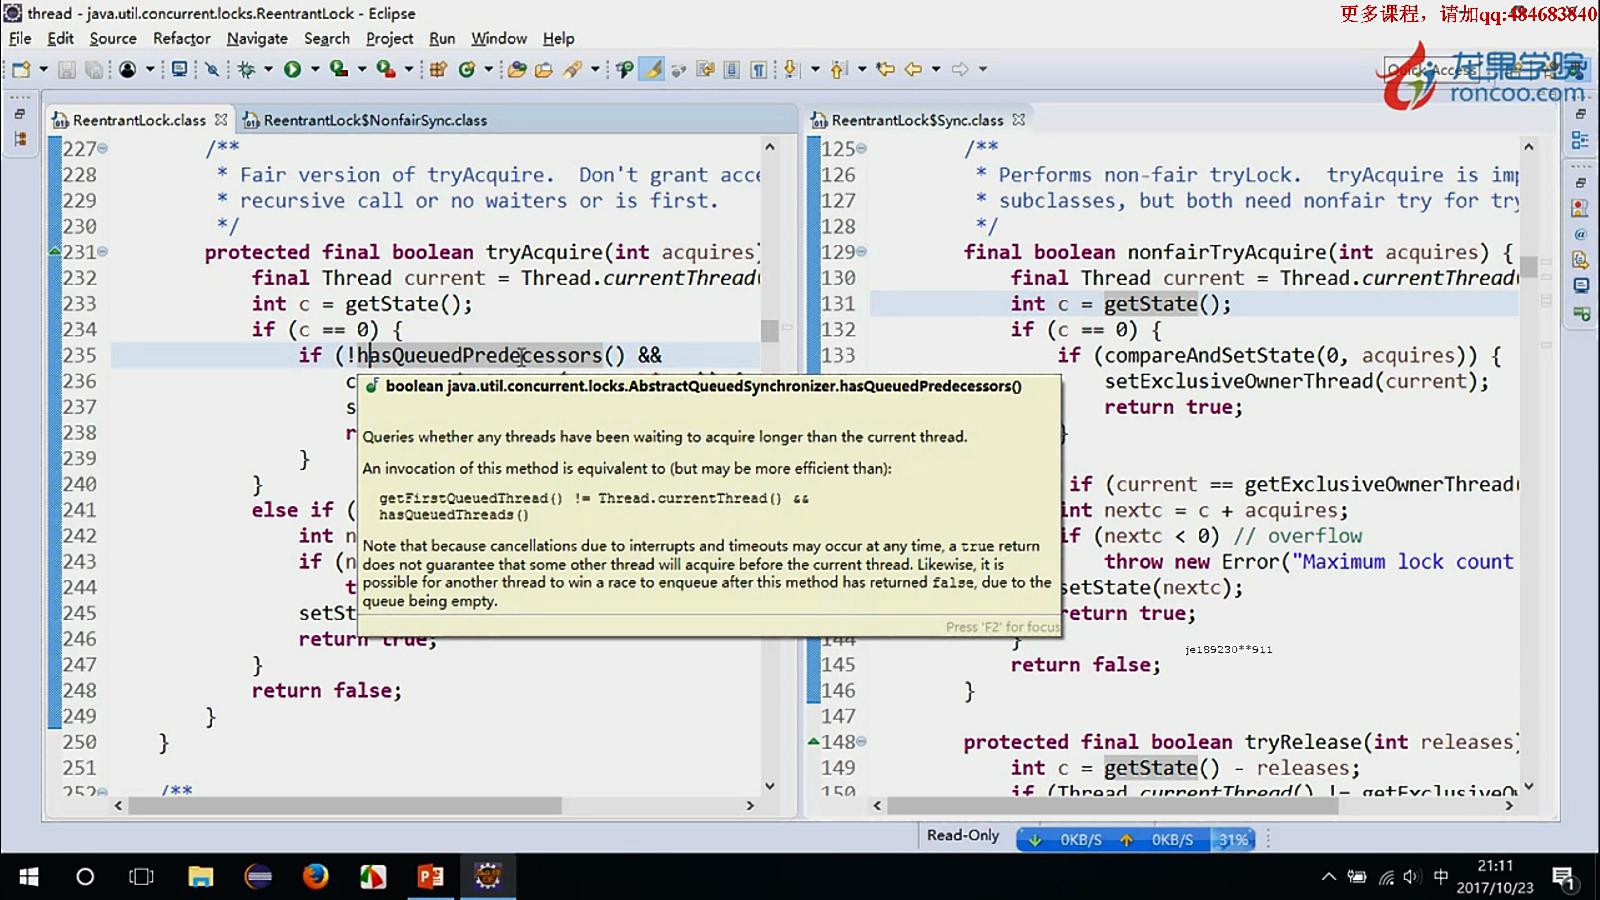 thread - java.util.concurrent.locks.ReentrantLock - Eclipse
更多课程，请加qq:484683840
File Edit Source Refactor Navigate Search Project Run Window Help
Quick Access
龙果学院
roncoo.com
ReentrantLock.class
ReentrantLock$NonfairSync.class
227 /**
228 * Fair version of tryAcquire. Don't grant acce
229 * recursive call or no waiters or is first.
230 */
231 protected final boolean tryAcquire(int acquires)
232 final Thread current = Thread.currentThread(
233 int c = getState();
234 if (c == 0) {
235 if (!hasQueuedPredecessors() &&
236 c
237 s
238 r
239 }
240 }
241 else if (
242 int n
243 if (n
244 t
245 setSt
246 return true;
247 }
248 return false;
249 }
250 }
251
252 /**
boolean java.util.concurrent.locks.AbstractQueuedSynchronizer.hasQueuedPredecessors()
Queries whether any threads have been waiting to acquire longer than the current thread.
An invocation of this method is equivalent to (but may be more efficient than):
getFirstQueuedThread() != Thread.currentThread() &&
hasQueuedThreads()
Note that because cancellations due to interrupts and timeouts may occur at any time, a true return
does not guarantee that some other thread will acquire before the current thread. Likewise, it is
possible for another thread to win a race to enqueue after this method has returned false, due to the
queue being empty.
Press 'F2' for focus
ReentrantLock$Sync.class
125 /**
126 * Performs non-fair tryLock. tryAcquire is imp
127 * subclasses, but both need nonfair try for try
128 */
129 final boolean nonfairTryAcquire(int acquires) {
130 final Thread current = Thread.currentThread(
131 int c = getState();
132 if (c == 0) {
133 if (compareAndSetState(0, acquires)) {
setExclusiveOwnerThread(current);
return true;
}
if (current == getExclusiveOwnerThread(
int nextc = c + acquires;
if (nextc < 0) // overflow
throw new Error("Maximum lock count
setState(nextc);
return true;
144 }
je189230**911
145 return false;
146 }
147
148 protected final boolean tryRelease(int releases)
149 int c = getState() - releases;
150 if (Thread.currentThread() != getExclusiveOw
Read-Only
0KB/S 0KB/S 31%
中
21:11
2017/10/23
1